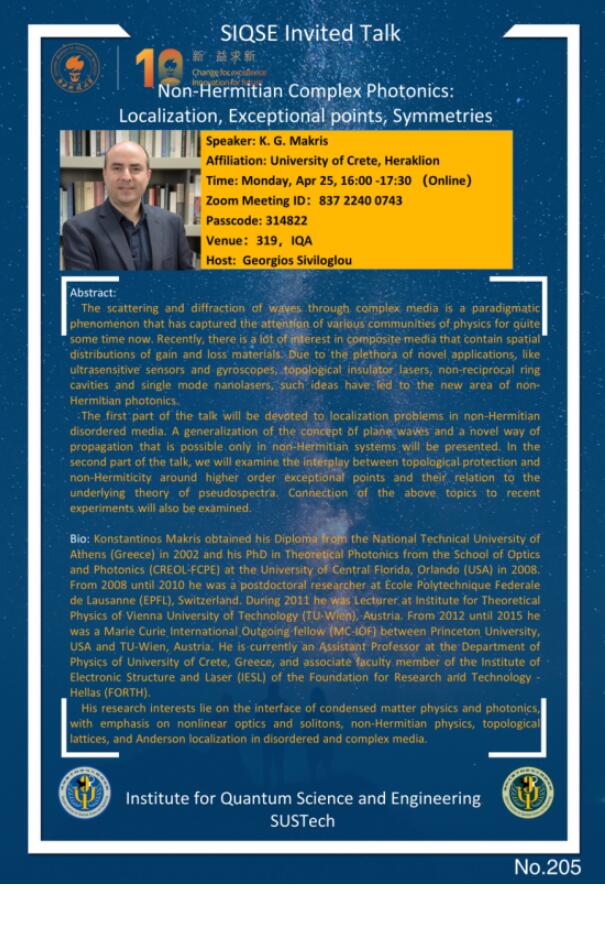 SIQSE Invited Talk
新 益求新
Change for excellence
Innovation for future
Non-Hermitian Complex Photonics:
Localization, Exceptional points, Symmetries
Speaker: K. G. Makris
Affiliation: University of Crete, Heraklion
Time: Monday, Apr 25, 16:00 -17:30 （Online）
Zoom Meeting ID： 837 2240 0743
Passcode: 314822
Venue： 319， IQA
Host: Georgios Siviloglou
Abstract:
The scattering and diffraction of waves through complex media is a paradigmatic
phenomenon that has captured the attention of various communities of physics for quite
some time now. Recently, there is a lot of interest in composite media that contain spatial
distributions of gain and loss materials. Due to the plethora of novel applications, like
ultrasensitive sensors and gyroscopes, topological insulator lasers, non-reciprocal ring
cavities and single mode nanolasers, such ideas have led to the new area of non-
Hermitian photonics.
The first part of the talk will be devoted to localization problems in non-Hermitian
disordered media. A generalization of the concept of plane waves and a novel way of
propagation that is possible only in non-Hermitian systems will be presented. In the
second part of the talk, we will examine the interplay between topological protection and
non-Hermiticity around higher order exceptional points and their relation to the
underlying theory of pseudospectra. Connection of the above topics to recent
experiments will also be examined.
Bio: Konstantinos Makris obtained his Diploma from the National Technical University of
Athens (Greece) in 2002 and his PhD in Theoretical Photonics from the School of Optics
and Photonics (CREOL-FCPE) at the University of Central Florida, Orlando (USA) in 2008.
From 2008 until 2010 he was a postdoctoral researcher at École Polytechnique Federale
de Lausanne (EPFL), Switzerland. During 2011 he was Lecturer at Institute for Theoretical
Physics of Vienna University of Technology (TU-Wien), Austria. From 2012 until 2015 he
was a Marie Curie International Outgoing fellow (MC-IOF) between Princeton University,
USA and TU-Wien, Austria. He is currently an Assistant Professor at the Department of
Physics of University of Crete, Greece, and associate faculty member of the Institute of
Electronic Structure and Laser (IESL) of the Foundation for Research and Technology -
Hellas (FORTH).
His research interests lie on the interface of condensed matter physics and photonics,
with emphasis on nonlinear optics and solitons, non-Hermitian physics, topological
lattices, and Anderson localization in disordered and complex media.
Institute for Quantum Science and Engineering
SUSTech
No.205